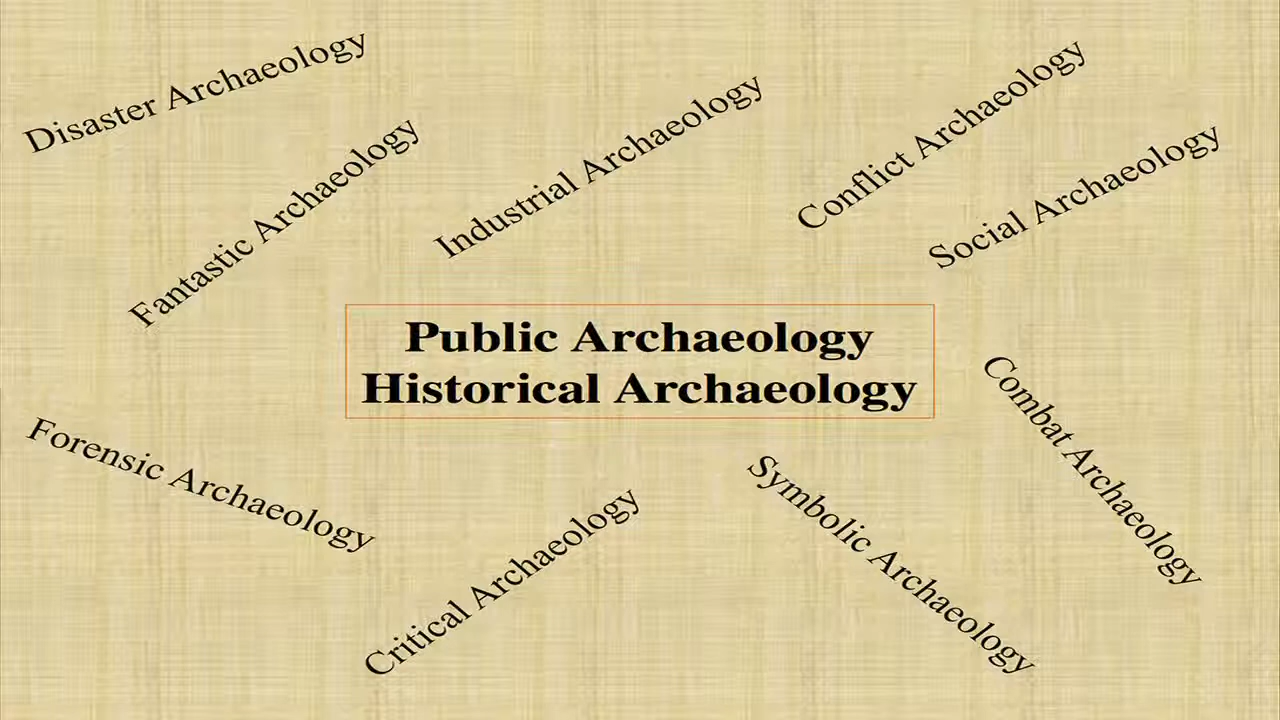 Disaster Archaeology
Fantastic Archaeology
Industrial Archaeology
Conflict Archaeology
Social Archaeology
Public Archaeology
Historical Archaeology
Combat Archaeology
Forensic Archaeology
Critical Archaeology
Symbolic Archaeology